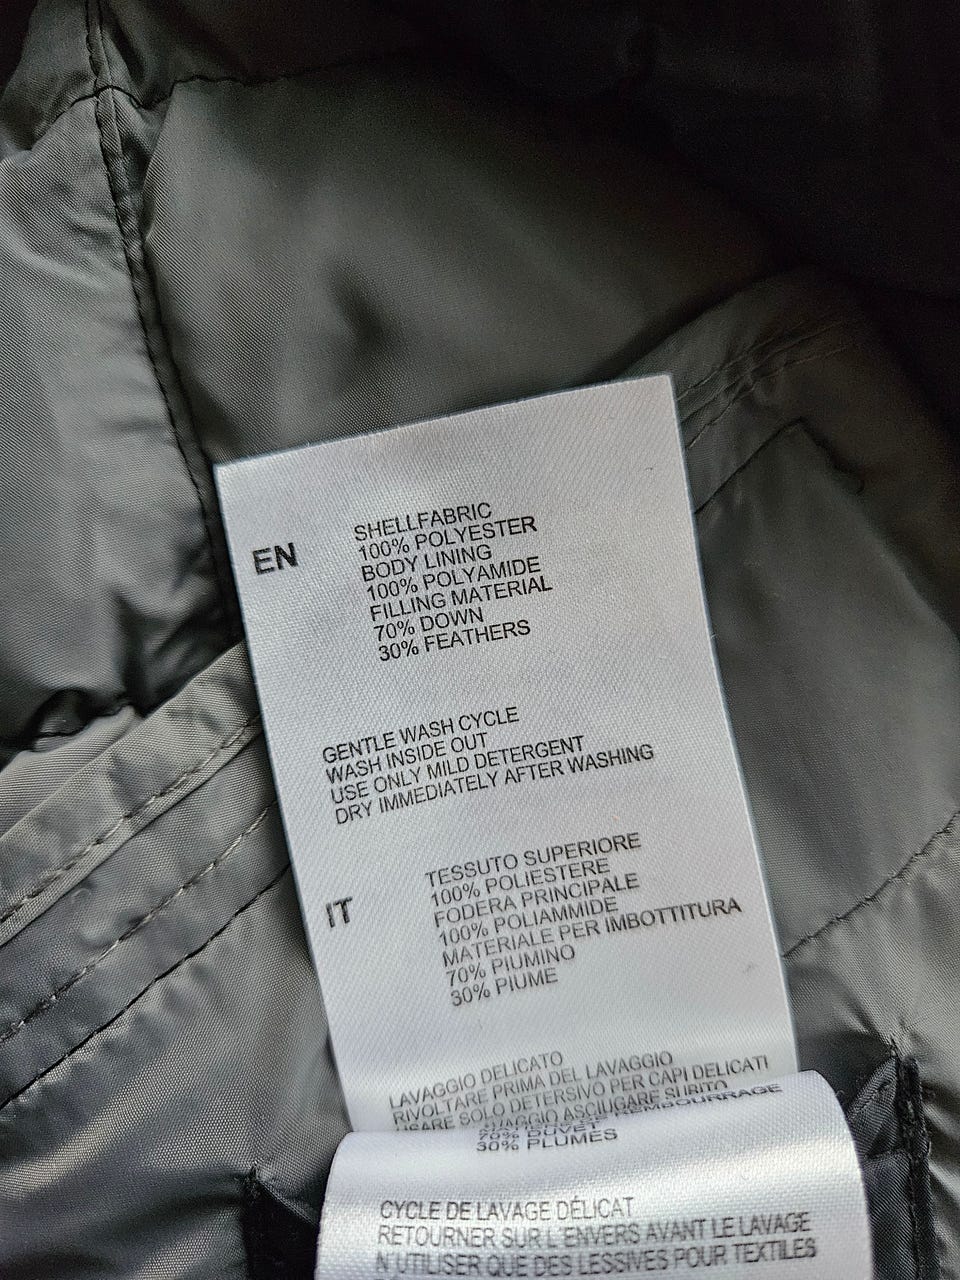 EN
SHELLFABRIC
100% POLYESTER
BODY LINING
100% POLYAMIDE
FILLING MATERIAL
70% DOWN
30% FEATHERS
GENTLE WASH CYCLE
WASH INSIDE OUT
USE ONLY MILD DETERGENT
DRY IMMEDIATELY AFTER WASHING
IT
TESSUTO SUPERIORE
100% POLIESTERE
FODERA PRINCIPALE
100% POLIAMMIDE
MATERIALE PER IMBOTTITURA
70% PIUMINO
30% PIUME
LAVAGGIO DELICATO
RIVOLTARE PRIMA DEL LAVAGGIO
USARE SOLO DETERSIVO PER CAPI DELICATI
ASCIUGARE SUBITO
70% DUVET
30% PLUMES
CYCLE DE LAVAGE DÉLICAT
RETOURNER SUR L'ENVERS AVANT LE LAVAGE
N'UTILISER QUE DES LESSIVES POUR TEXTILES